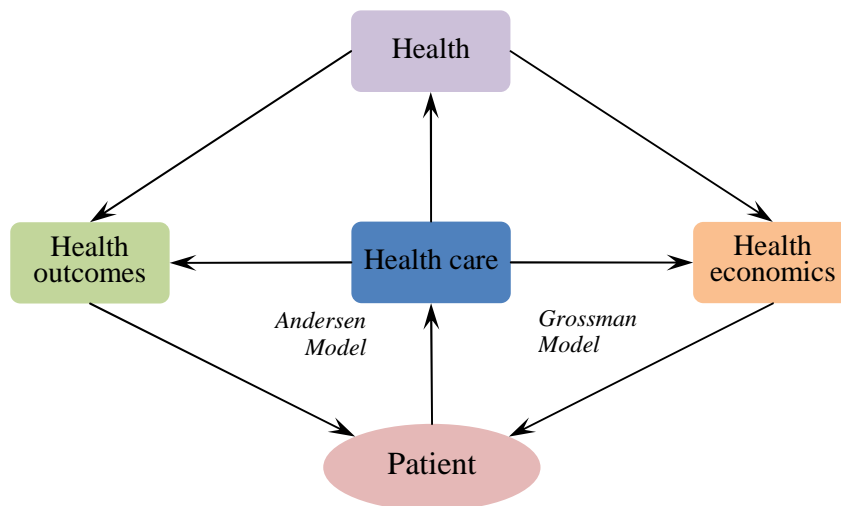 Health
Health
outcomes
Health care
Health
economics
Andersen
Model
Grossman
Model
Patient